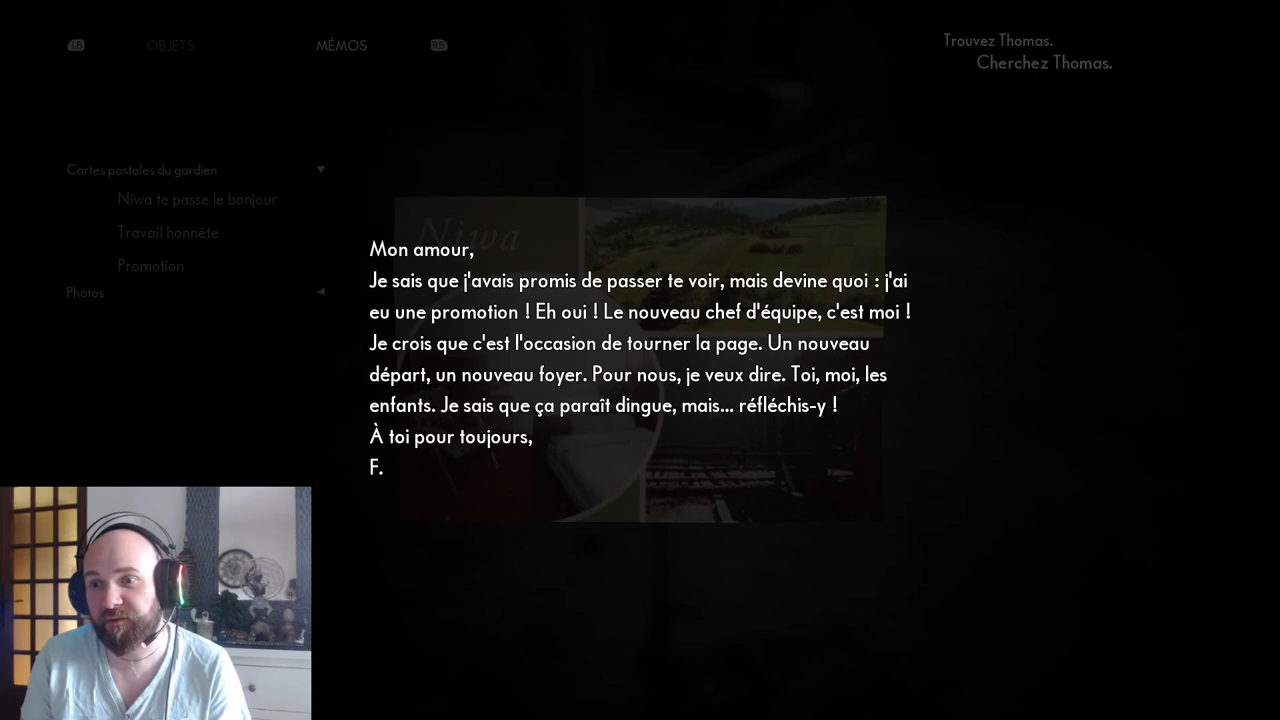 LB
OBJETS
MÉMOS
RB
Trouvez Thomas.
Cherchez Thomas.
Cartes postales du gardien
Niwa te passe le bonjour
Travail honnête
Promotion
Photos
Niwa
Mon amour,
Je sais que j'avais promis de passer te voir, mais devine quoi : j'ai
eu une promotion ! Eh oui ! Le nouveau chef d'équipe, c'est moi !
Je crois que c'est l'occasion de tourner la page. Un nouveau
départ, un nouveau foyer. Pour nous, je veux dire. Toi, moi, les
enfants. Je sais que ça paraît dingue, mais... réfléchis-y !
À toi pour toujours,
F.